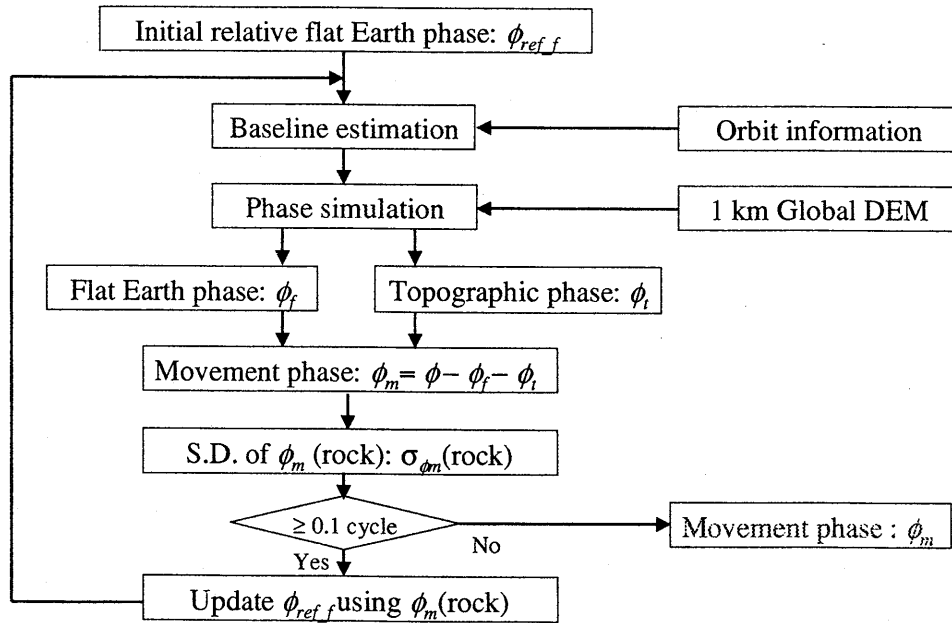 Initial relative flat Earth phase: ϕref_f
Baseline estimation
Orbit information
Phase simulation
1 km Global DEM
Flat Earth phase: ϕf
Topographic phase: ϕt
Movement phase: ϕm= ϕ− ϕf− ϕt
S.D. of ϕm (rock): σϕm(rock)
≥ 0.1 cycle
No
Movement phase : ϕm
Yes
Update ϕref_f using ϕm(rock)